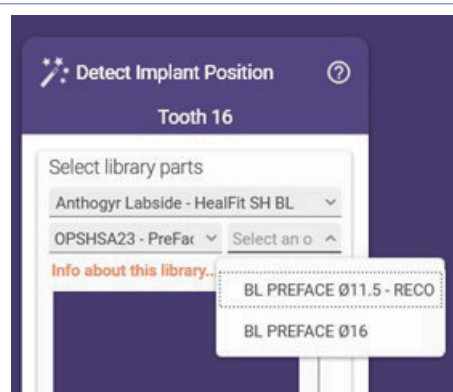 Detect Implant Position
Tooth 16
Select library parts
Anthogyr Labside - HealFit SH BL
OPSHSA23 - PreFac Select an o
Info about this library...
BL PREFACE Ø11.5 - RECO
BL PREFACE Ø16